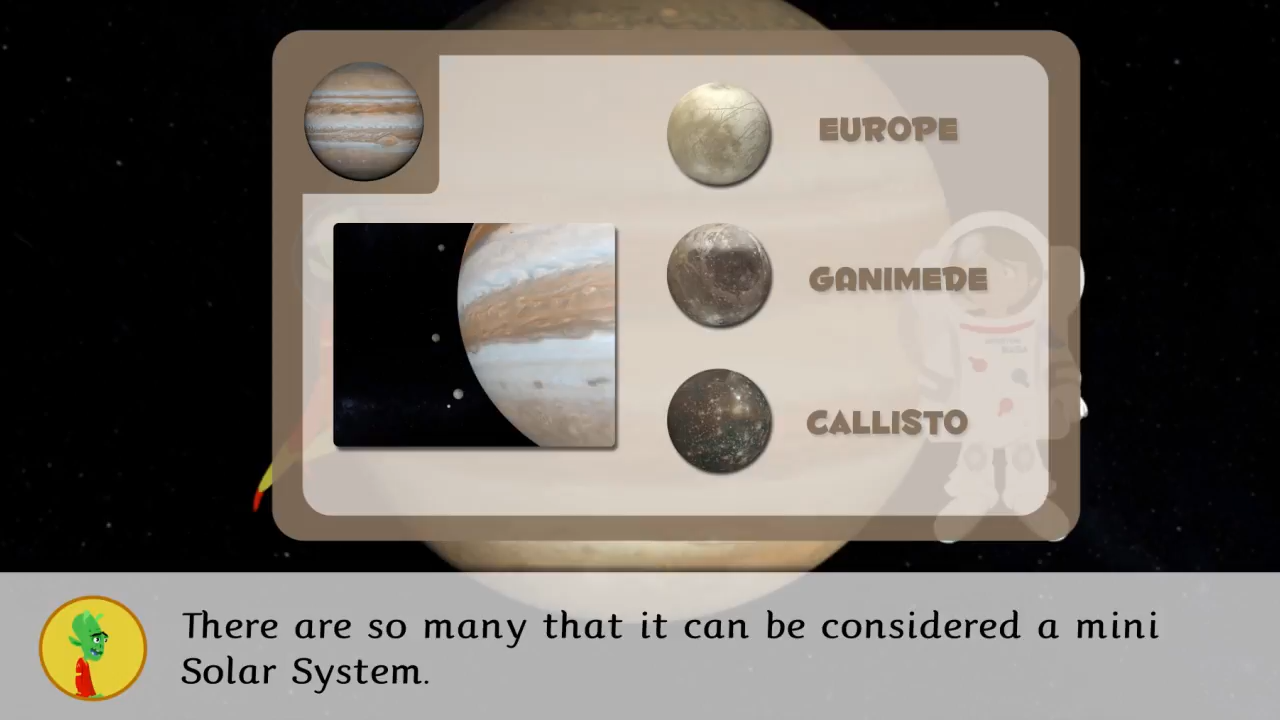 EUROPE
GANIMEDE
CALLISTO
There are so many that it can be considered a mini
Solar System.